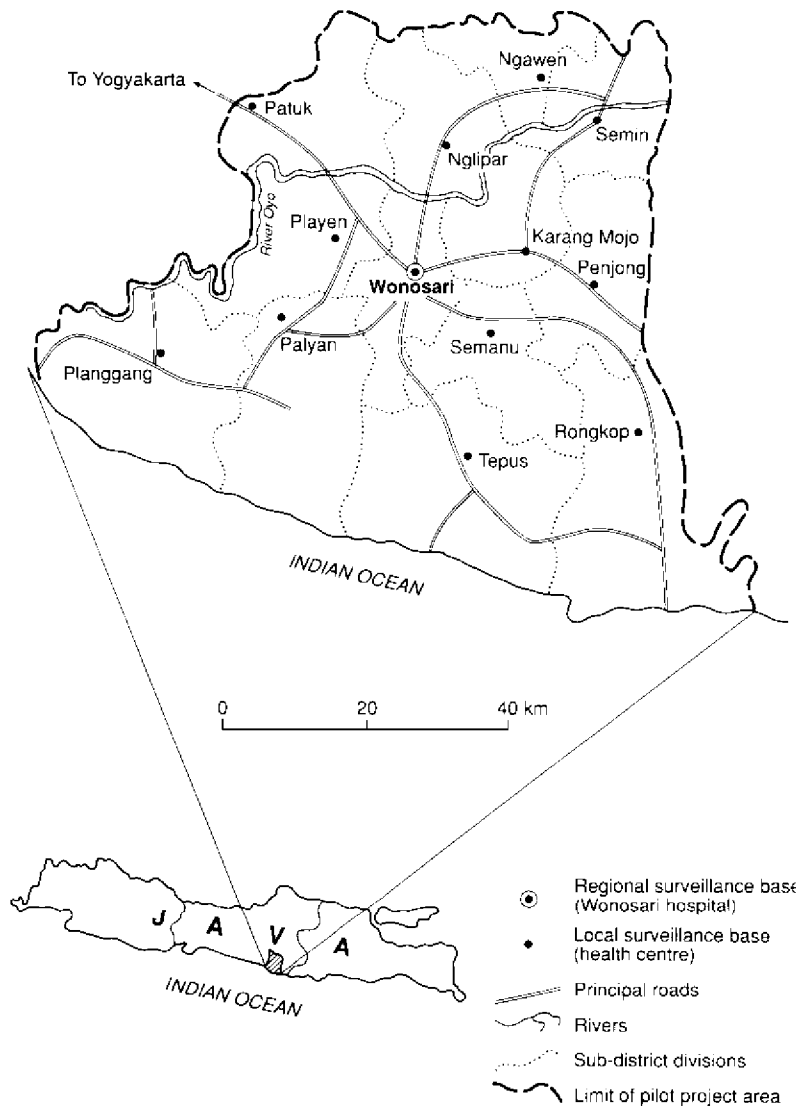 Ngawen
To Yogyakarta
Patuk
Semin
Nglipar
River Oyo
Playen
Karang Mojo
Penjong
Wonosari
Palyan
Semanu
Planggang
Rongkop
Tepus
INDIAN OCEAN
0 20 40 km
J A V A
INDIAN OCEAN
Regional surveillance base
(Wonosari hospital)
Local surveillance base
(health centre)
Principal roads
Rivers
Sub-district divisions
Limit of pilot project area